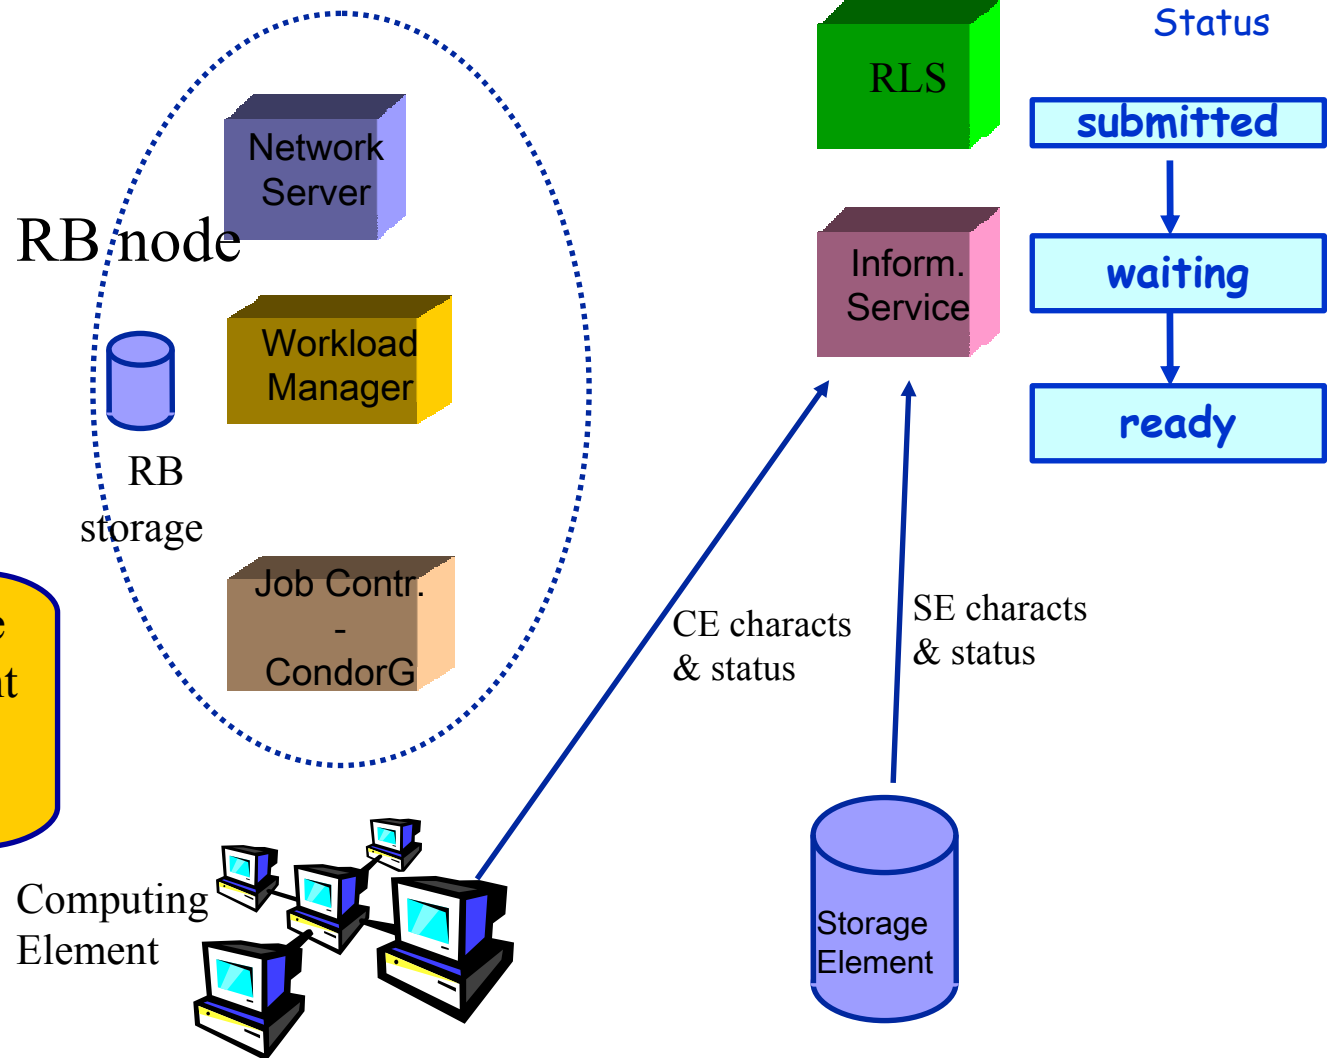 Status
RLS
submitted
Network
Server
RB node
Inform.
Service
waiting
Workload
Manager
ready
RB
storage
Job Contr.
-
CondorG
CE characts
& status
SE characts
& status
Computing
Element
Storage
Element